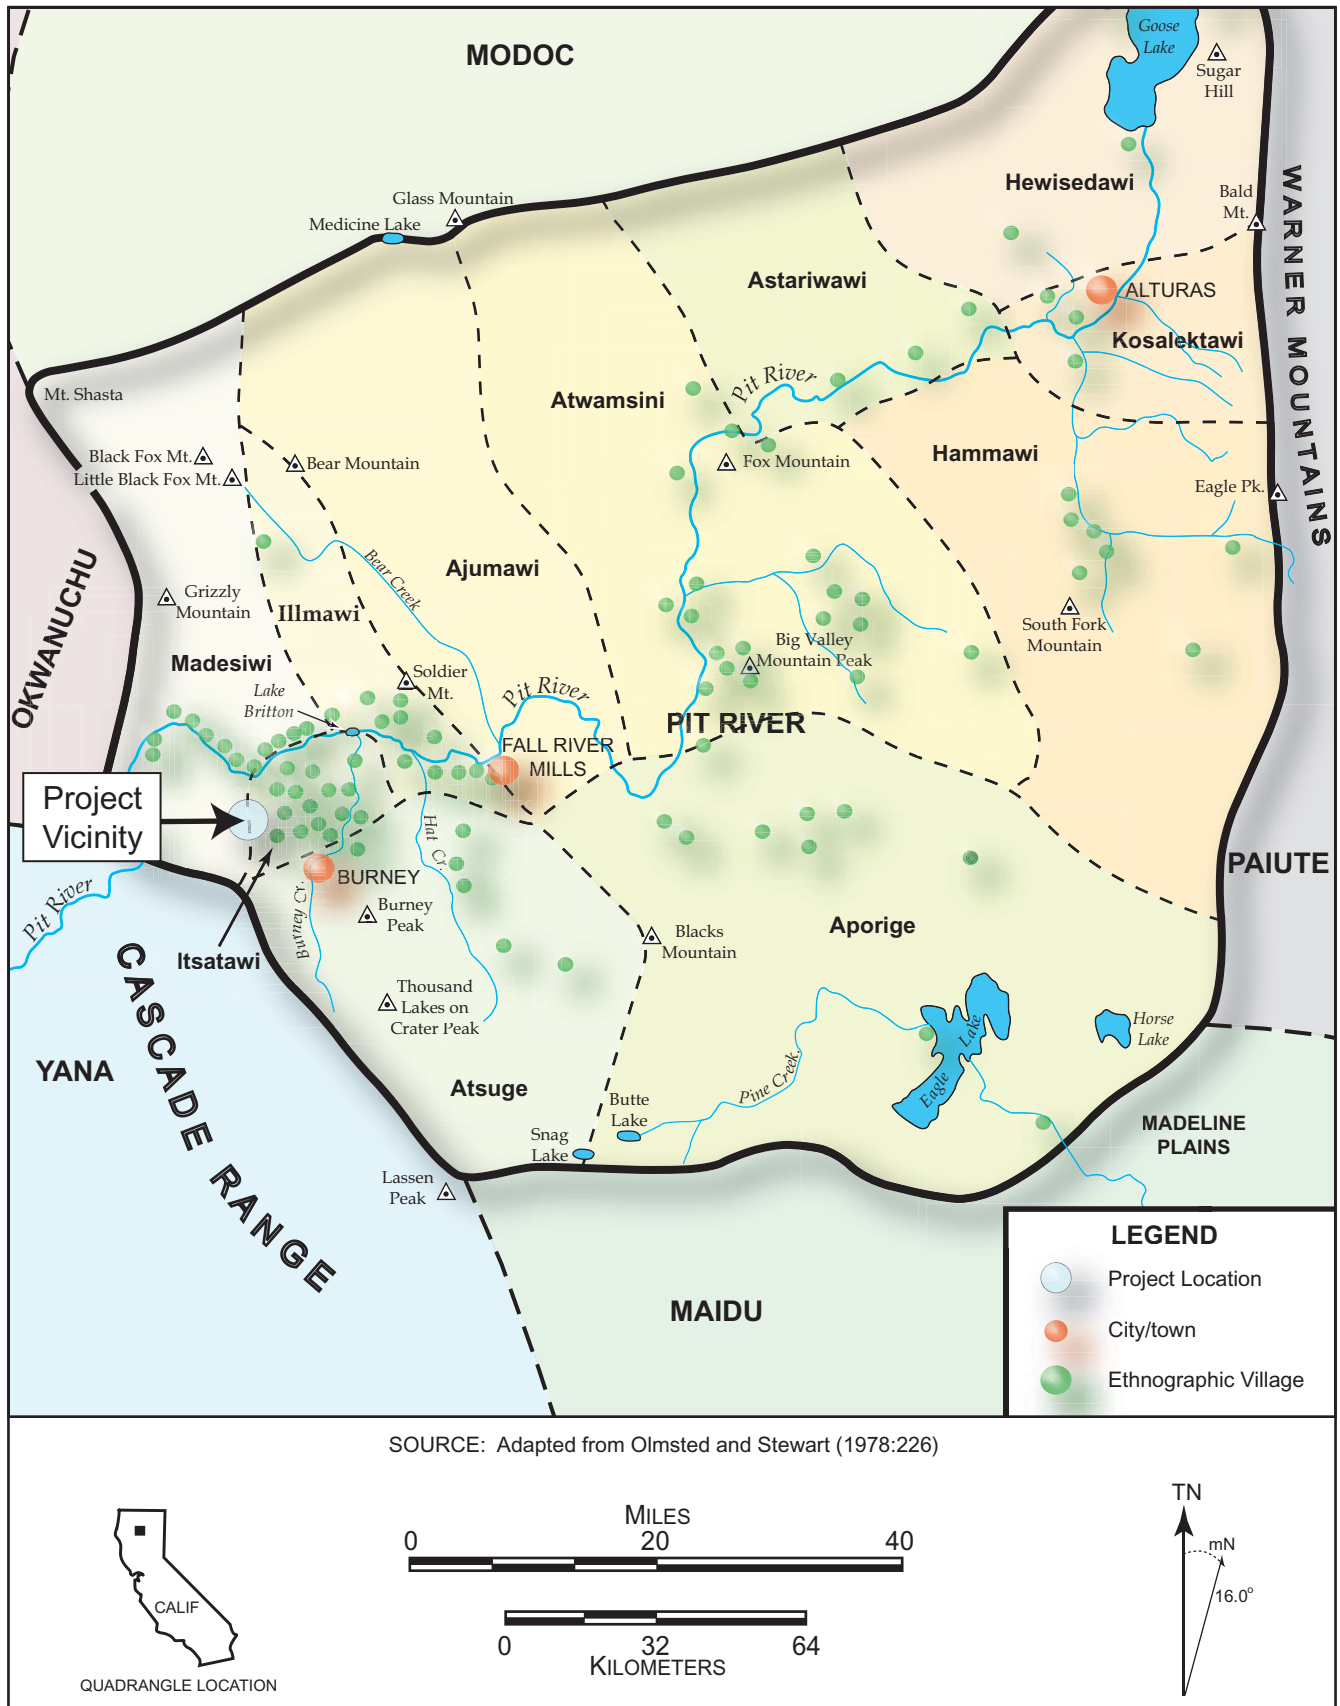 MODOC
Goose
Lake
Sugar
Hill
Hewisedawi
Bald
Mt.
WARNER MOUNTAINS
Glass Mountain
Medicine Lake
Astariwawi
ALTURAS
Kosalektawi
Mt. Shasta
Atwamsini
Pit River
Black Fox Mt.
Little Black Fox Mt.
Bear Mountain
Fox Mountain
Hammawi
Eagle Pk.
OKWANUCHU
Bear Creek
Ajumawi
Grizzly
Mountain
Illmawi
South Fork
Mountain
Madesiwi
Big Valley
Mountain Peak
Soldier
Mt.
Lake
Britton
Pit River
PIT RIVER
FALL RIVER
MILLS
Project
Vicinity
Hat Cr.
PAIUTE
Pit River
BURNEY
Burney Cr.
Burney
Peak
Itsatawi
Blacks
Mountain
Aporige
CASCADE RANGE
Thousand
Lakes on
Crater Peak
Eagle Lake
Horse
Lake
YANA
Atsuge
Butte
Lake
Pine Creek.
Snag
Lake
MADELINE
PLAINS
Lassen
Peak
MAIDU
LEGEND
Project Location
City/town
Ethnographic Village
SOURCE: Adapted from Olmsted and Stewart (1978:226)
CALIF
QUADRANGLE LOCATION
MILES
0 20 40
0 32 64
KILOMETERS
TN
mN
16.0°